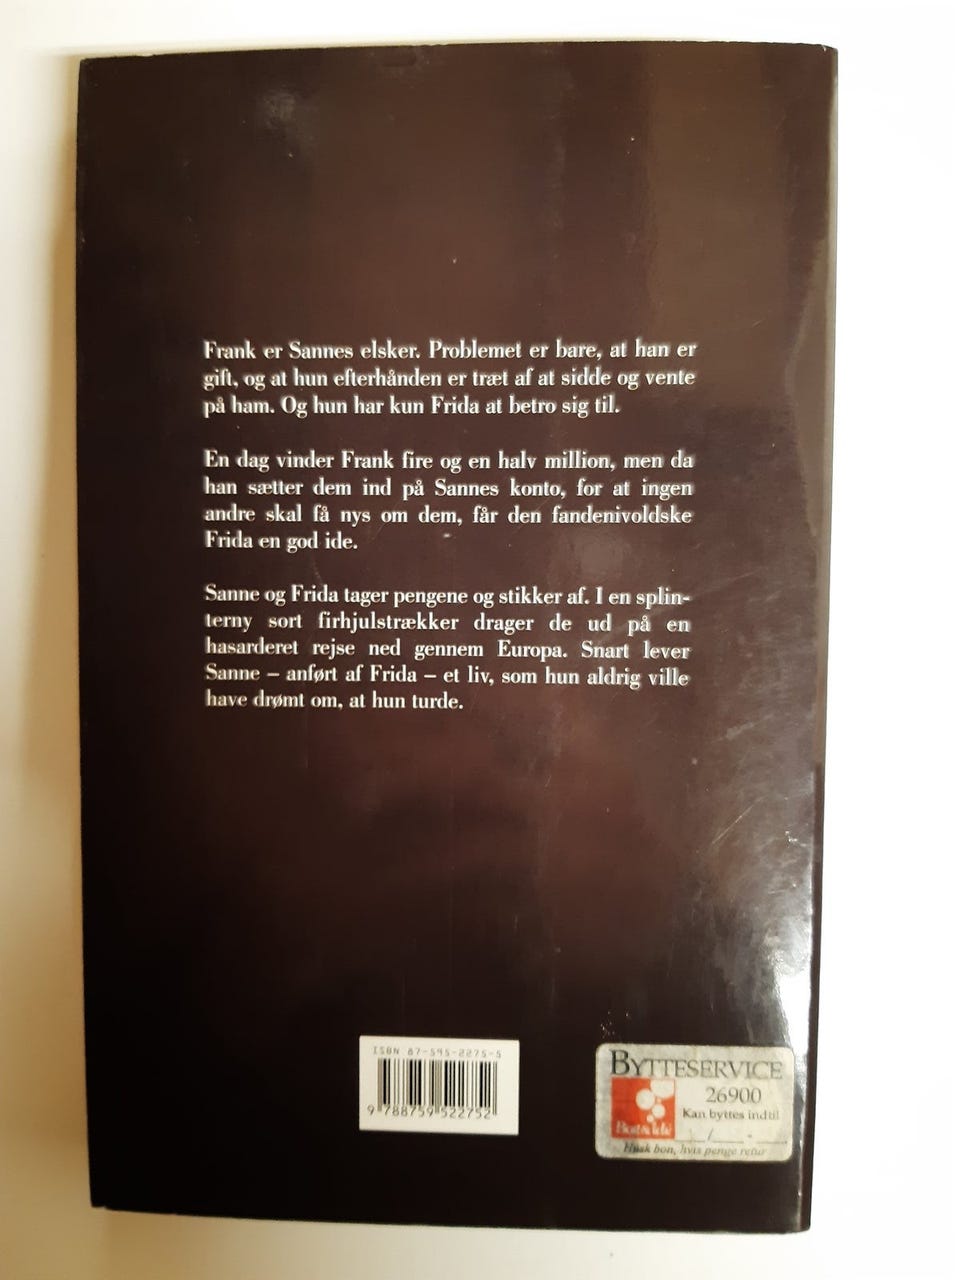 Frank er Sannes elsker. Problemet er bare, at han er
gift, og at hun efterhånden er træt af at sidde og vente
på ham. Og hun har kun Frida at betro sig til.
En dag vinder Frank fire og en halv million, men da
han sætter dem ind på Sannes konto, for at ingen
andre skal få nys om dem, får den fandenivoldske
Frida en god ide.
Sanne og Frida tager pengene og stikker af. I en splin-
terny sort firhjulstrækker drager de ud på en
hasarderet rejse ned gennem Europa. Snart lever
Sanne – anført af Frida – et liv, som hun aldrig ville
have drømt om, at hun turde.
ISBN 87-595-2275-5
9 788759 522752
BYTTESERVICE
26900
Kan byttes indtil
Bog & idé
Husk bon, hvis penge retur